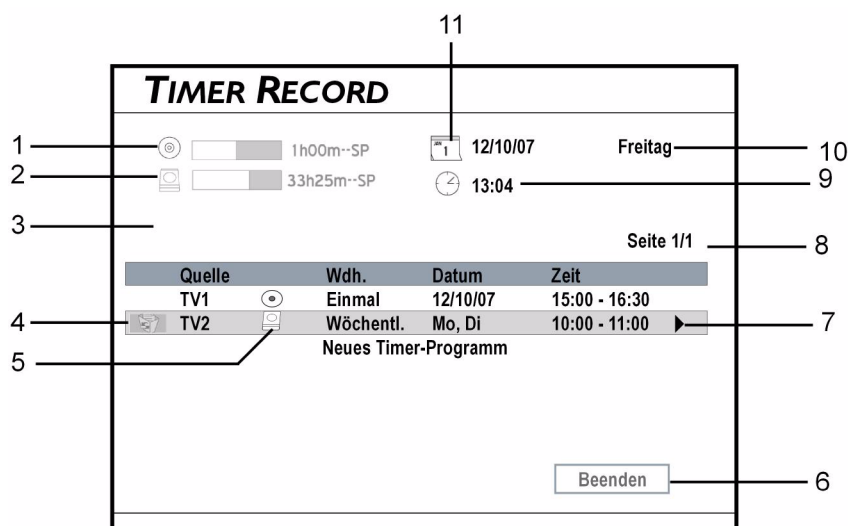 11
TIMER RECORD
1 1h00m--SP JAN 1 12/10/07 Freitag 10
2 33h25m--SP 13:04 9
3
Seite 1/1 8
Quelle Wdh. Datum Zeit
TV1 Einmal 12/10/07 15:00 - 16:30
4 TV2 Wöchentl. Mo, Di 10:00 - 11:00 7
Neues Timer-Programm
5
Beenden 6